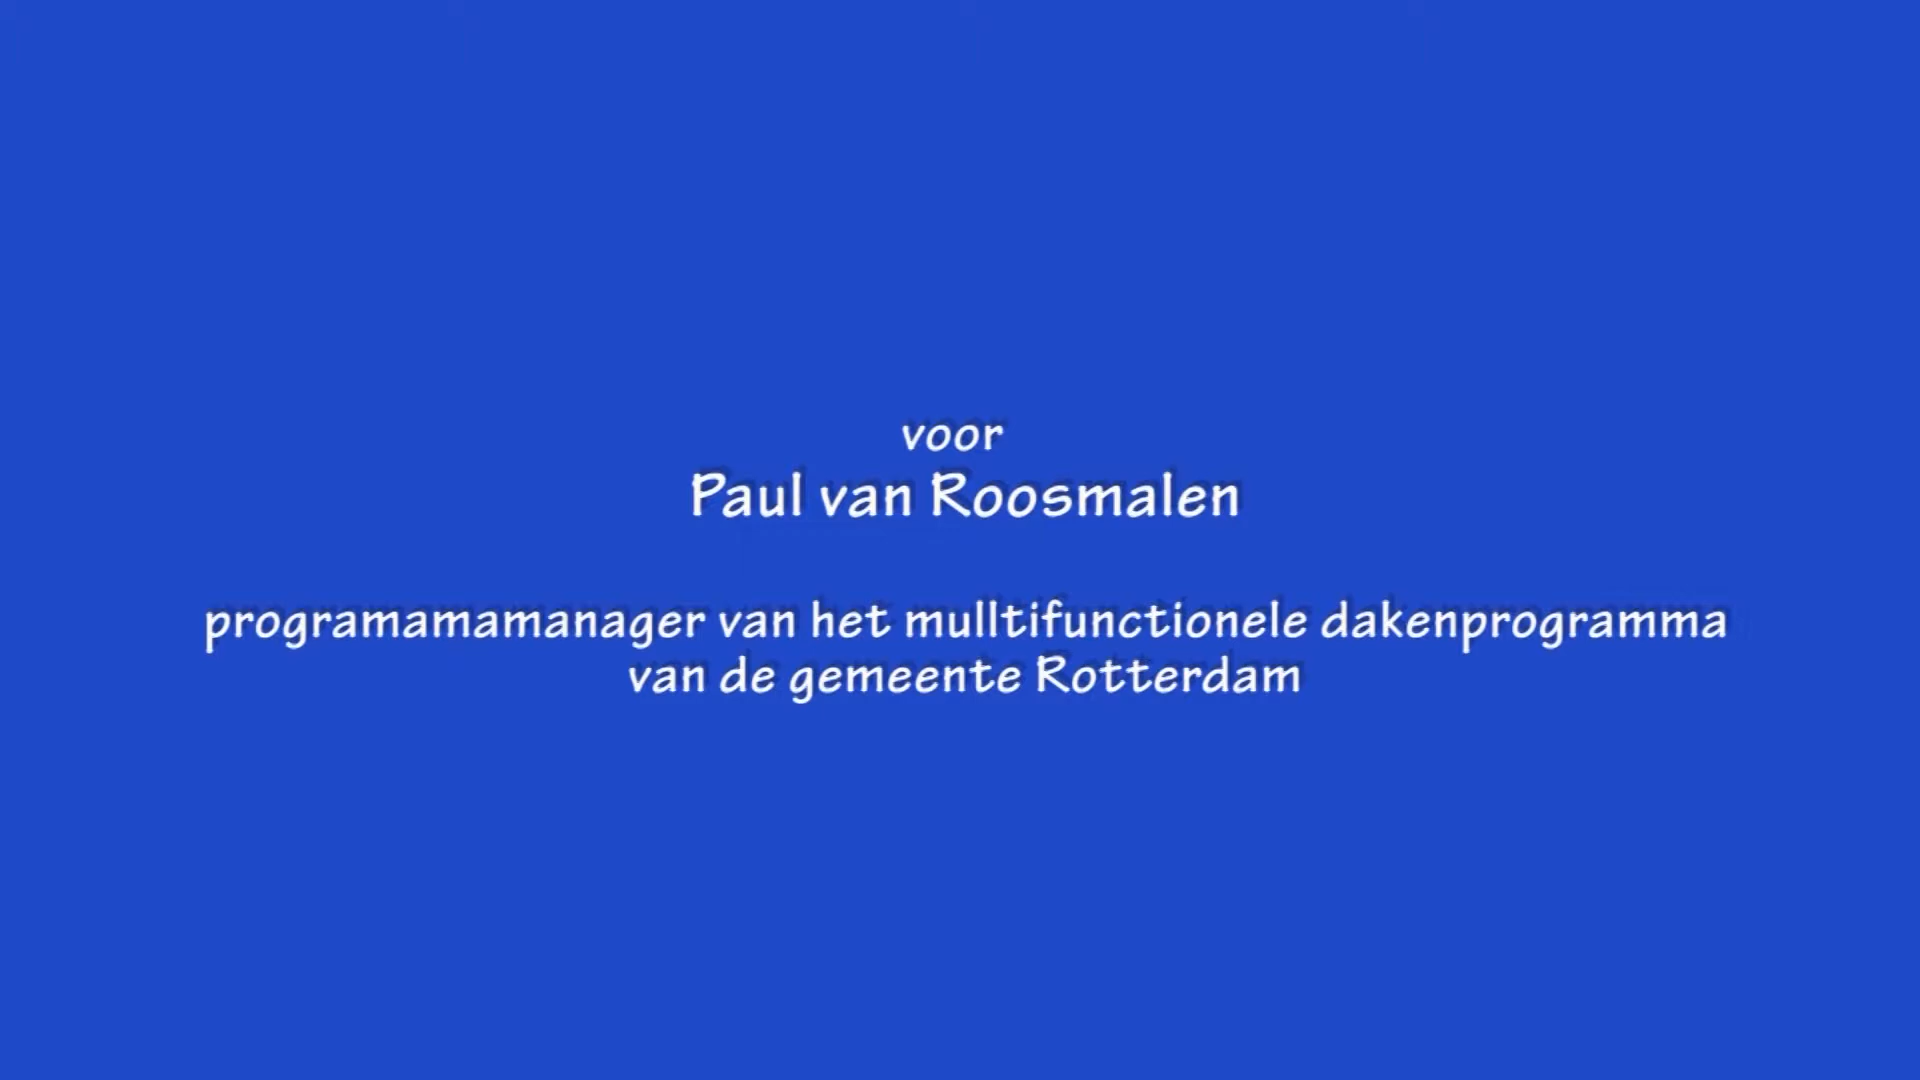 voor
Paul van Roosmalen
programamamanager van het mulltifunctionele dakenprogramma
van de gemeente Rotterdam